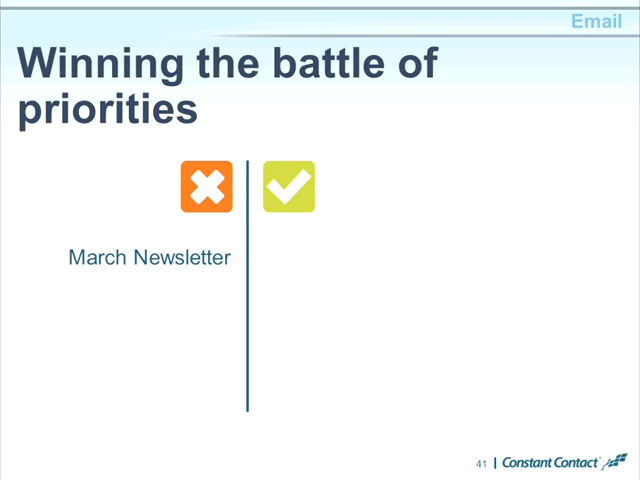 Email
Winning the battle of
priorities
March Newsletter
41
Constant Contact